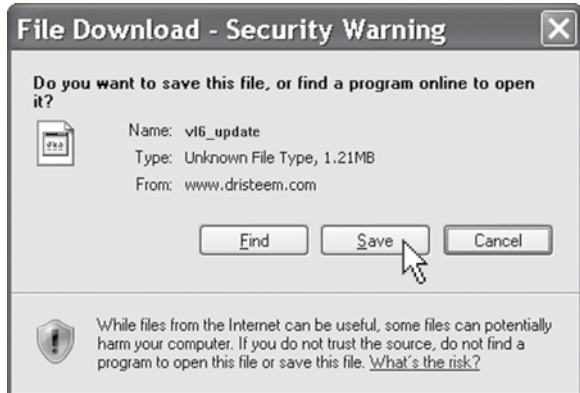 File Download - Security Warning
Do you want to save this file, or find a program online to open
it?
Name: vl6_update
Type: Unknown File Type, 1.21MB
From: www.dristeem.com
Find Save Cancel
While files from the Internet can be useful, some files can potentially
harm your computer. If you do not trust the source, do not find a
program to open this file or save this file. What's the risk?